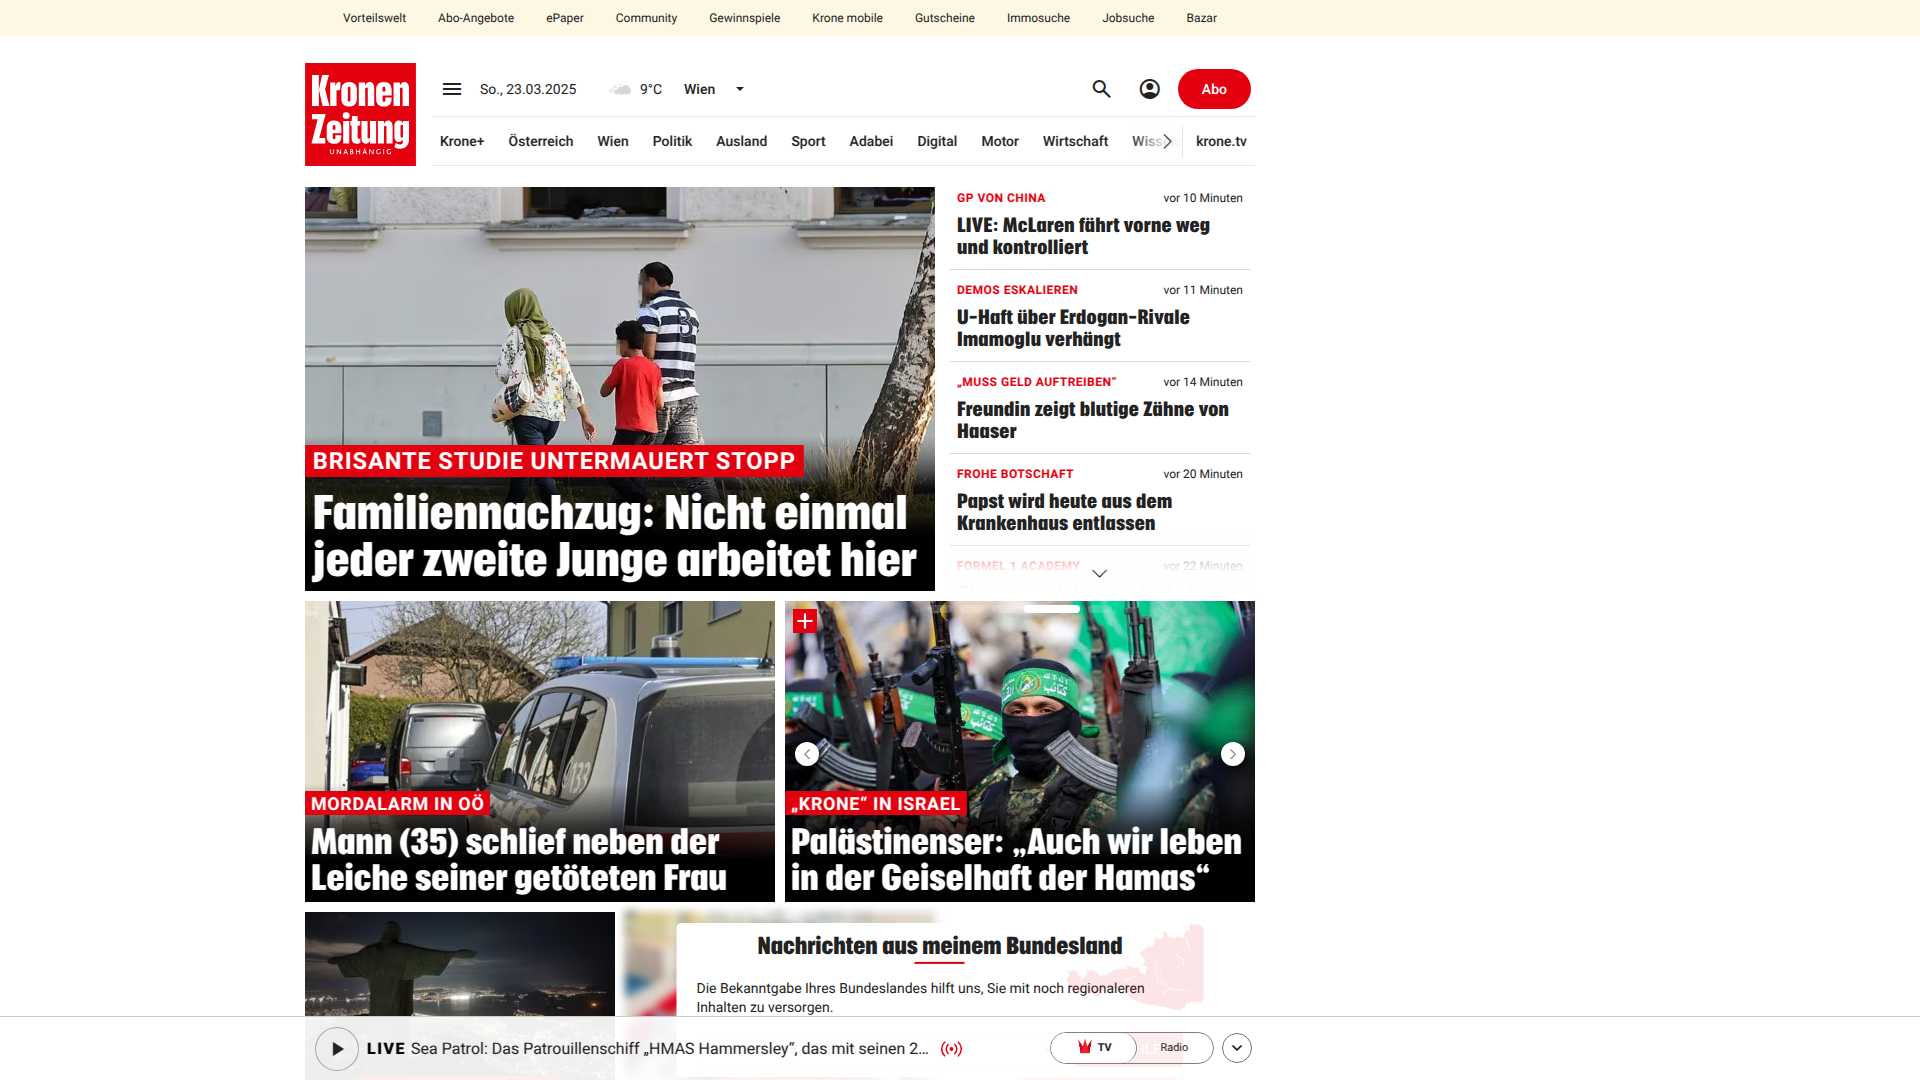 Vorteilswelt Abo-Angebote ePaper Community Gewinnspiele Krone mobile Gutscheine Immosuche Jobsuche Bazar
Kronen
Zeitung
UNABHÄNGIG
So., 23.03.2025 9°C Wien
Abo
Krone+ Österreich Wien Politik Ausland Sport Adabei Digital Motor Wirtschaft Wiss krone.tv
BRISANTE STUDIE UNTERMAUERT STOPP
Familiennachzug: Nicht einmal
jeder zweite Junge arbeitet hier
GP VON CHINA vor 10 Minuten
LIVE: McLaren fährt vorne weg
und kontrolliert
DEMOS ESKALIEREN vor 11 Minuten
U-Haft über Erdogan-Rivale
Imamoglu verhängt
„MUSS GELD AUFTREIBEN“ vor 14 Minuten
Freundin zeigt blutige Zähne von
Haaser
FROHE BOTSCHAFT vor 20 Minuten
Papst wird heute aus dem
Krankenhaus entlassen
FORMEL 1 ACADEMY vor 22 Minuten
MORDALARM IN OÖ
Mann (35) schlief neben der
Leiche seiner getöteten Frau
„KRONE“ IN ISRAEL
Palästinenser: „Auch wir leben
in der Geiselhaft der Hamas“
Nachrichten aus meinem Bundesland
Die Bekanntgabe Ihres Bundeslandes hilft uns, Sie mit noch regionaleren
Inhalten zu versorgen.
LIVE Sea Patrol: Das Patrouillenschiff „HMAS Hammersley“, das mit seinen 2...
TV Radio